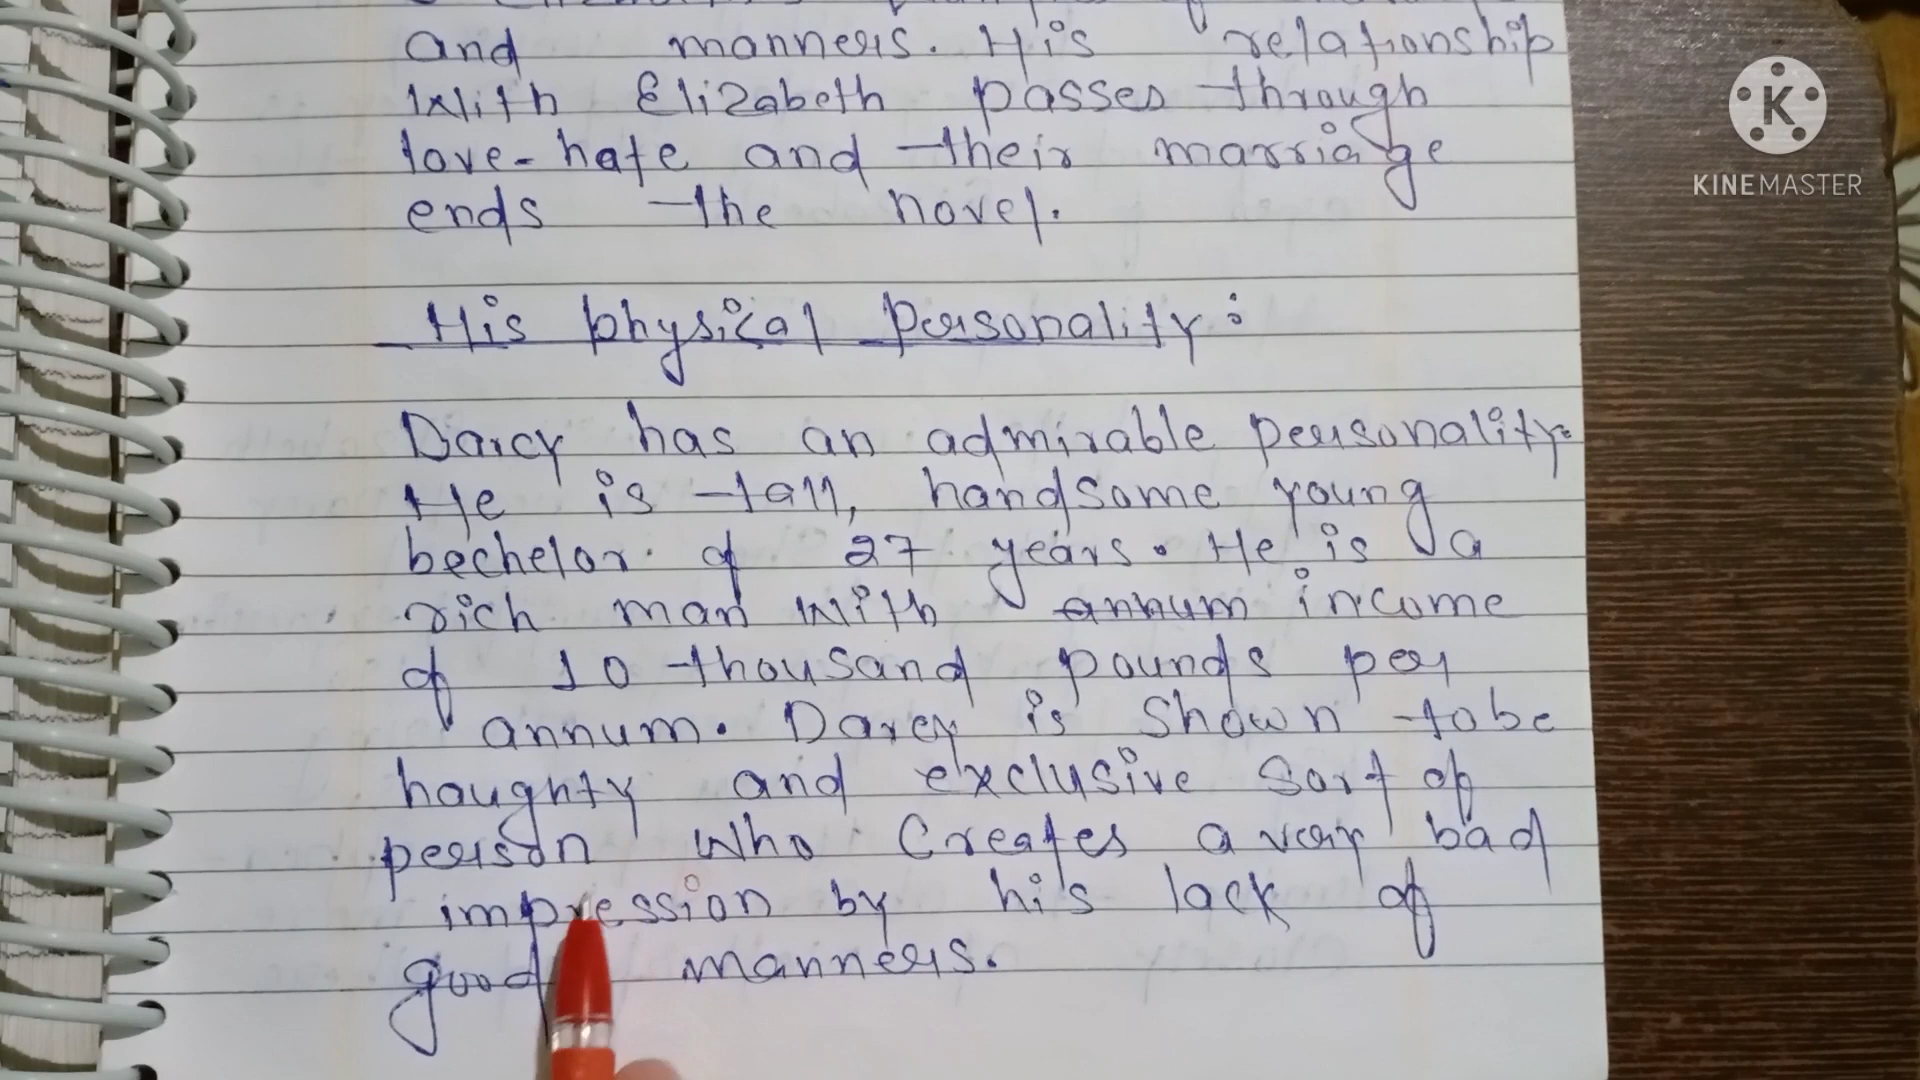 and manners. His relationship
With Elizabeth passes through
love-hate and their marriage
ends the novel.
His physical Personality:
Darcy has an admirable personality.
He is tall, handsome young
bechelor of 27 years. He is a
rich man with annum income
of 10 thousand pounds per
annum. Darcy is shown to be
haughty and exclusive sort of
person who creates a very bad
impression by his lack of
good manners.
K
KINEMASTER